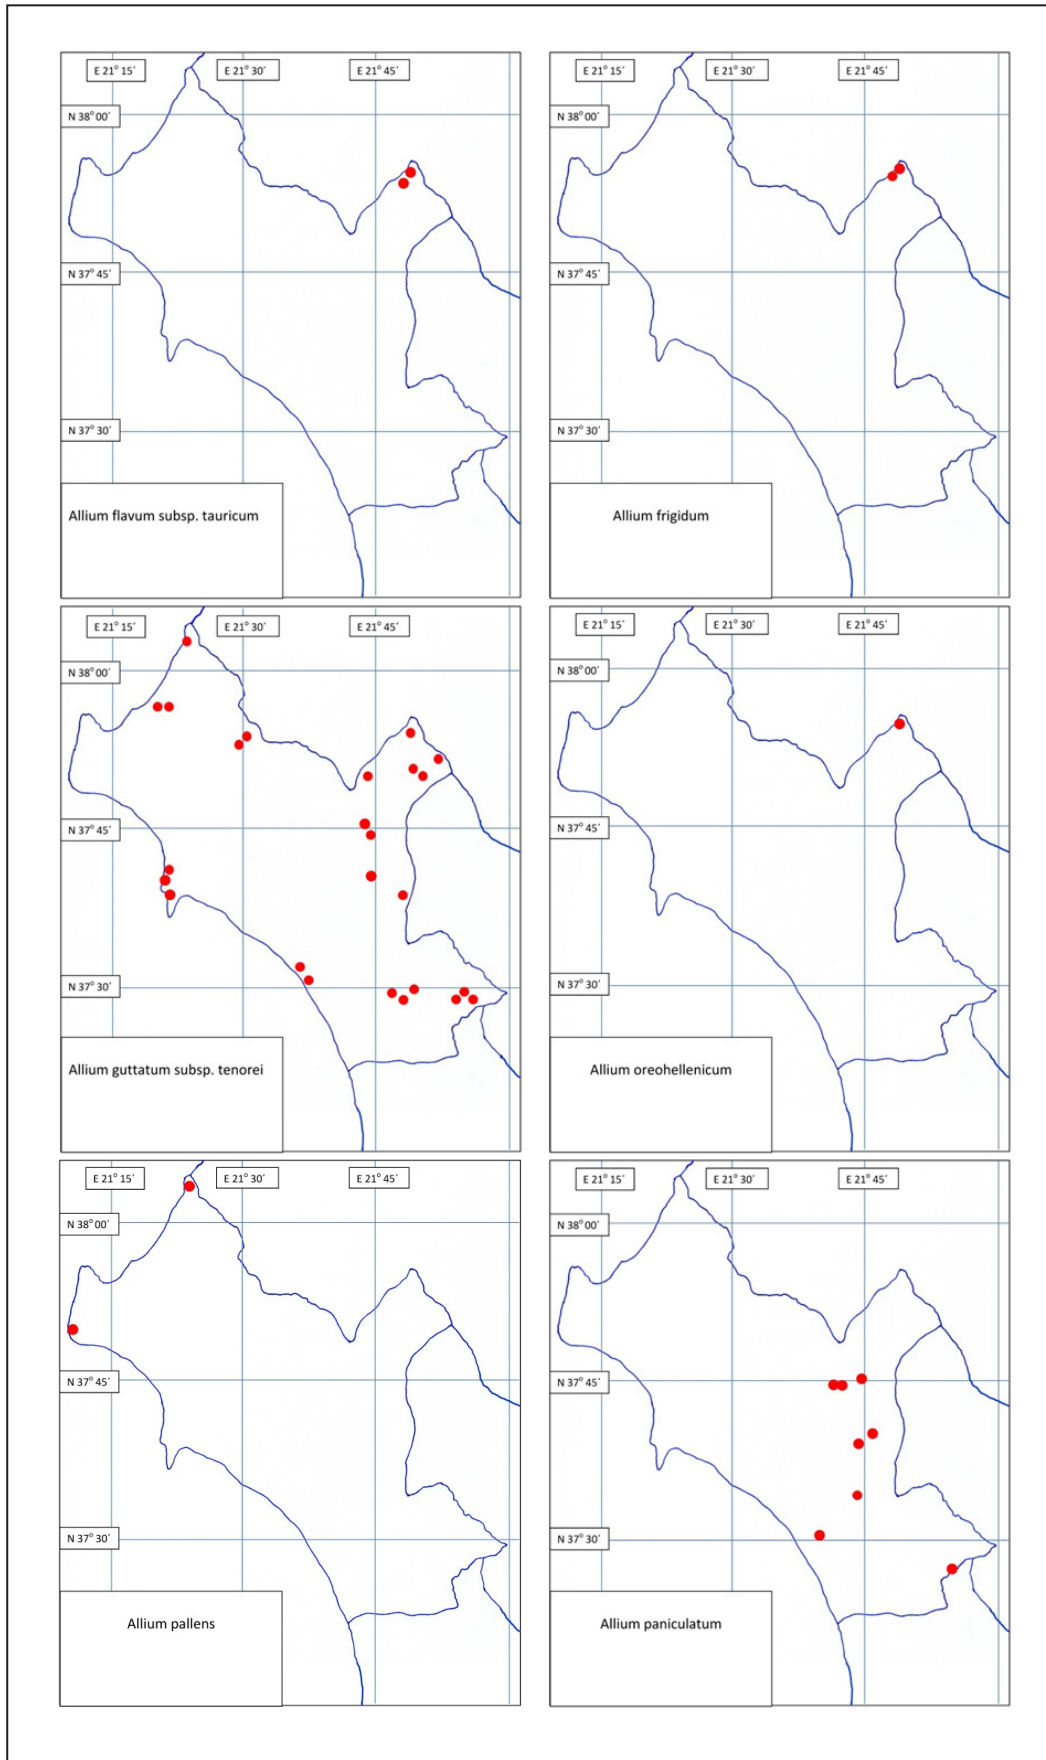 E 21° 15′ E 21° 30′ E 21° 45′
N 38° 00′
N 37° 45′
N 37° 30′
Allium flavum subsp. tauricum
E 21° 15′ E 21° 30′ E 21° 45′
N 38° 00′
N 37° 45′
N 37° 30′
Allium frigidum
E 21° 15′ E 21° 30′ E 21° 45′
N 38° 00′
N 37° 45′
N 37° 30′
Allium guttatum subsp. tenorei
E 21° 15′ E 21° 30′ E 21° 45′
N 38° 00′
N 37° 45′
N 37° 30′
Allium oreohellenicum
E 21° 15′ E 21° 30′ E 21° 45′
N 38° 00′
N 37° 45′
N 37° 30′
Allium pallens
E 21° 15′ E 21° 30′ E 21° 45′
N 38° 00′
N 37° 45′
N 37° 30′
Allium paniculatum